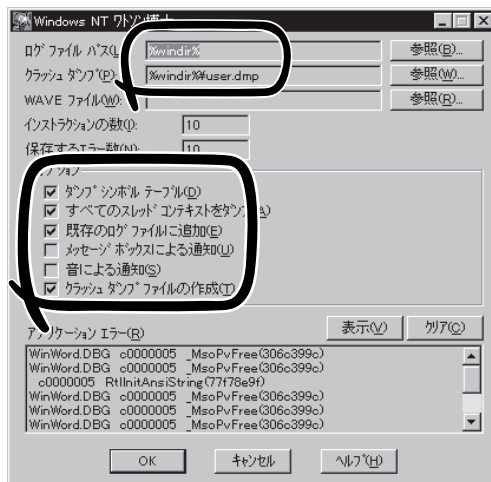 Windows NT ワトソン博士
ログ ファイル パス(L): %windir% 参照(B)...
クラッシュ ダンプ(P): %windir%¥user.dmp 参照(W)...
WAVE ファイル(W): 参照(R)...
インストラクションの数(I): 10
保存するエラー数(N): 10
オプション
ダンプ シンボル テーブル(D)
すべてのスレッド コンテキストをダンプ(A)
既存のログ ファイルに追加(E)
メッセージ ボックスによる通知(U)
音による通知(S)
クラッシュ ダンプ ファイルの作成(T)
アプリケーション エラー(R) 表示(V) クリア(C)
WinWord.DBG c0000005 _MsoPvFree(306c399c)
WinWord.DBG c0000005 _MsoPvFree(306c399c)
c0000005 RtlInitAnsiString(77f78e9f)
WinWord.DBG c0000005 _MsoPvFree(306c399c)
WinWord.DBG c0000005 _MsoPvFree(306c399c)
WinWord.DBG c0000005 _MsoPvFree(306c399c)
OK キャンセル ヘルプ(H)